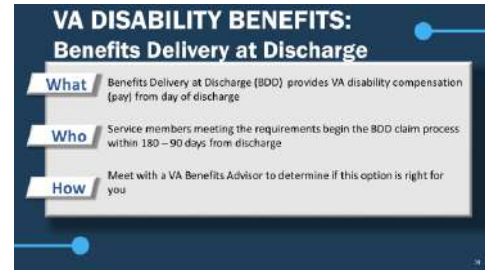 VA DISABILITY BENEFITS:
Benefits Delivery at Discharge
What
Benefits Delivery at Discharge (BDD) provides VA disability compensation
(pay) from day of discharge
Who
Service members meeting the requirements begin the BDD claim process
within 180 – 90 days from discharge
How
Meet with a VA Benefits Advisor to determine if this option is right for
you